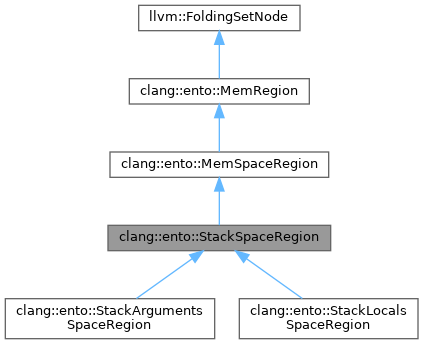 llvm::FoldingSetNode
clang::ento::MemRegion
clang::ento::MemSpaceRegion
clang::ento::StackSpaceRegion
clang::ento::StackArguments
SpaceRegion
clang::ento::StackLocals
SpaceRegion